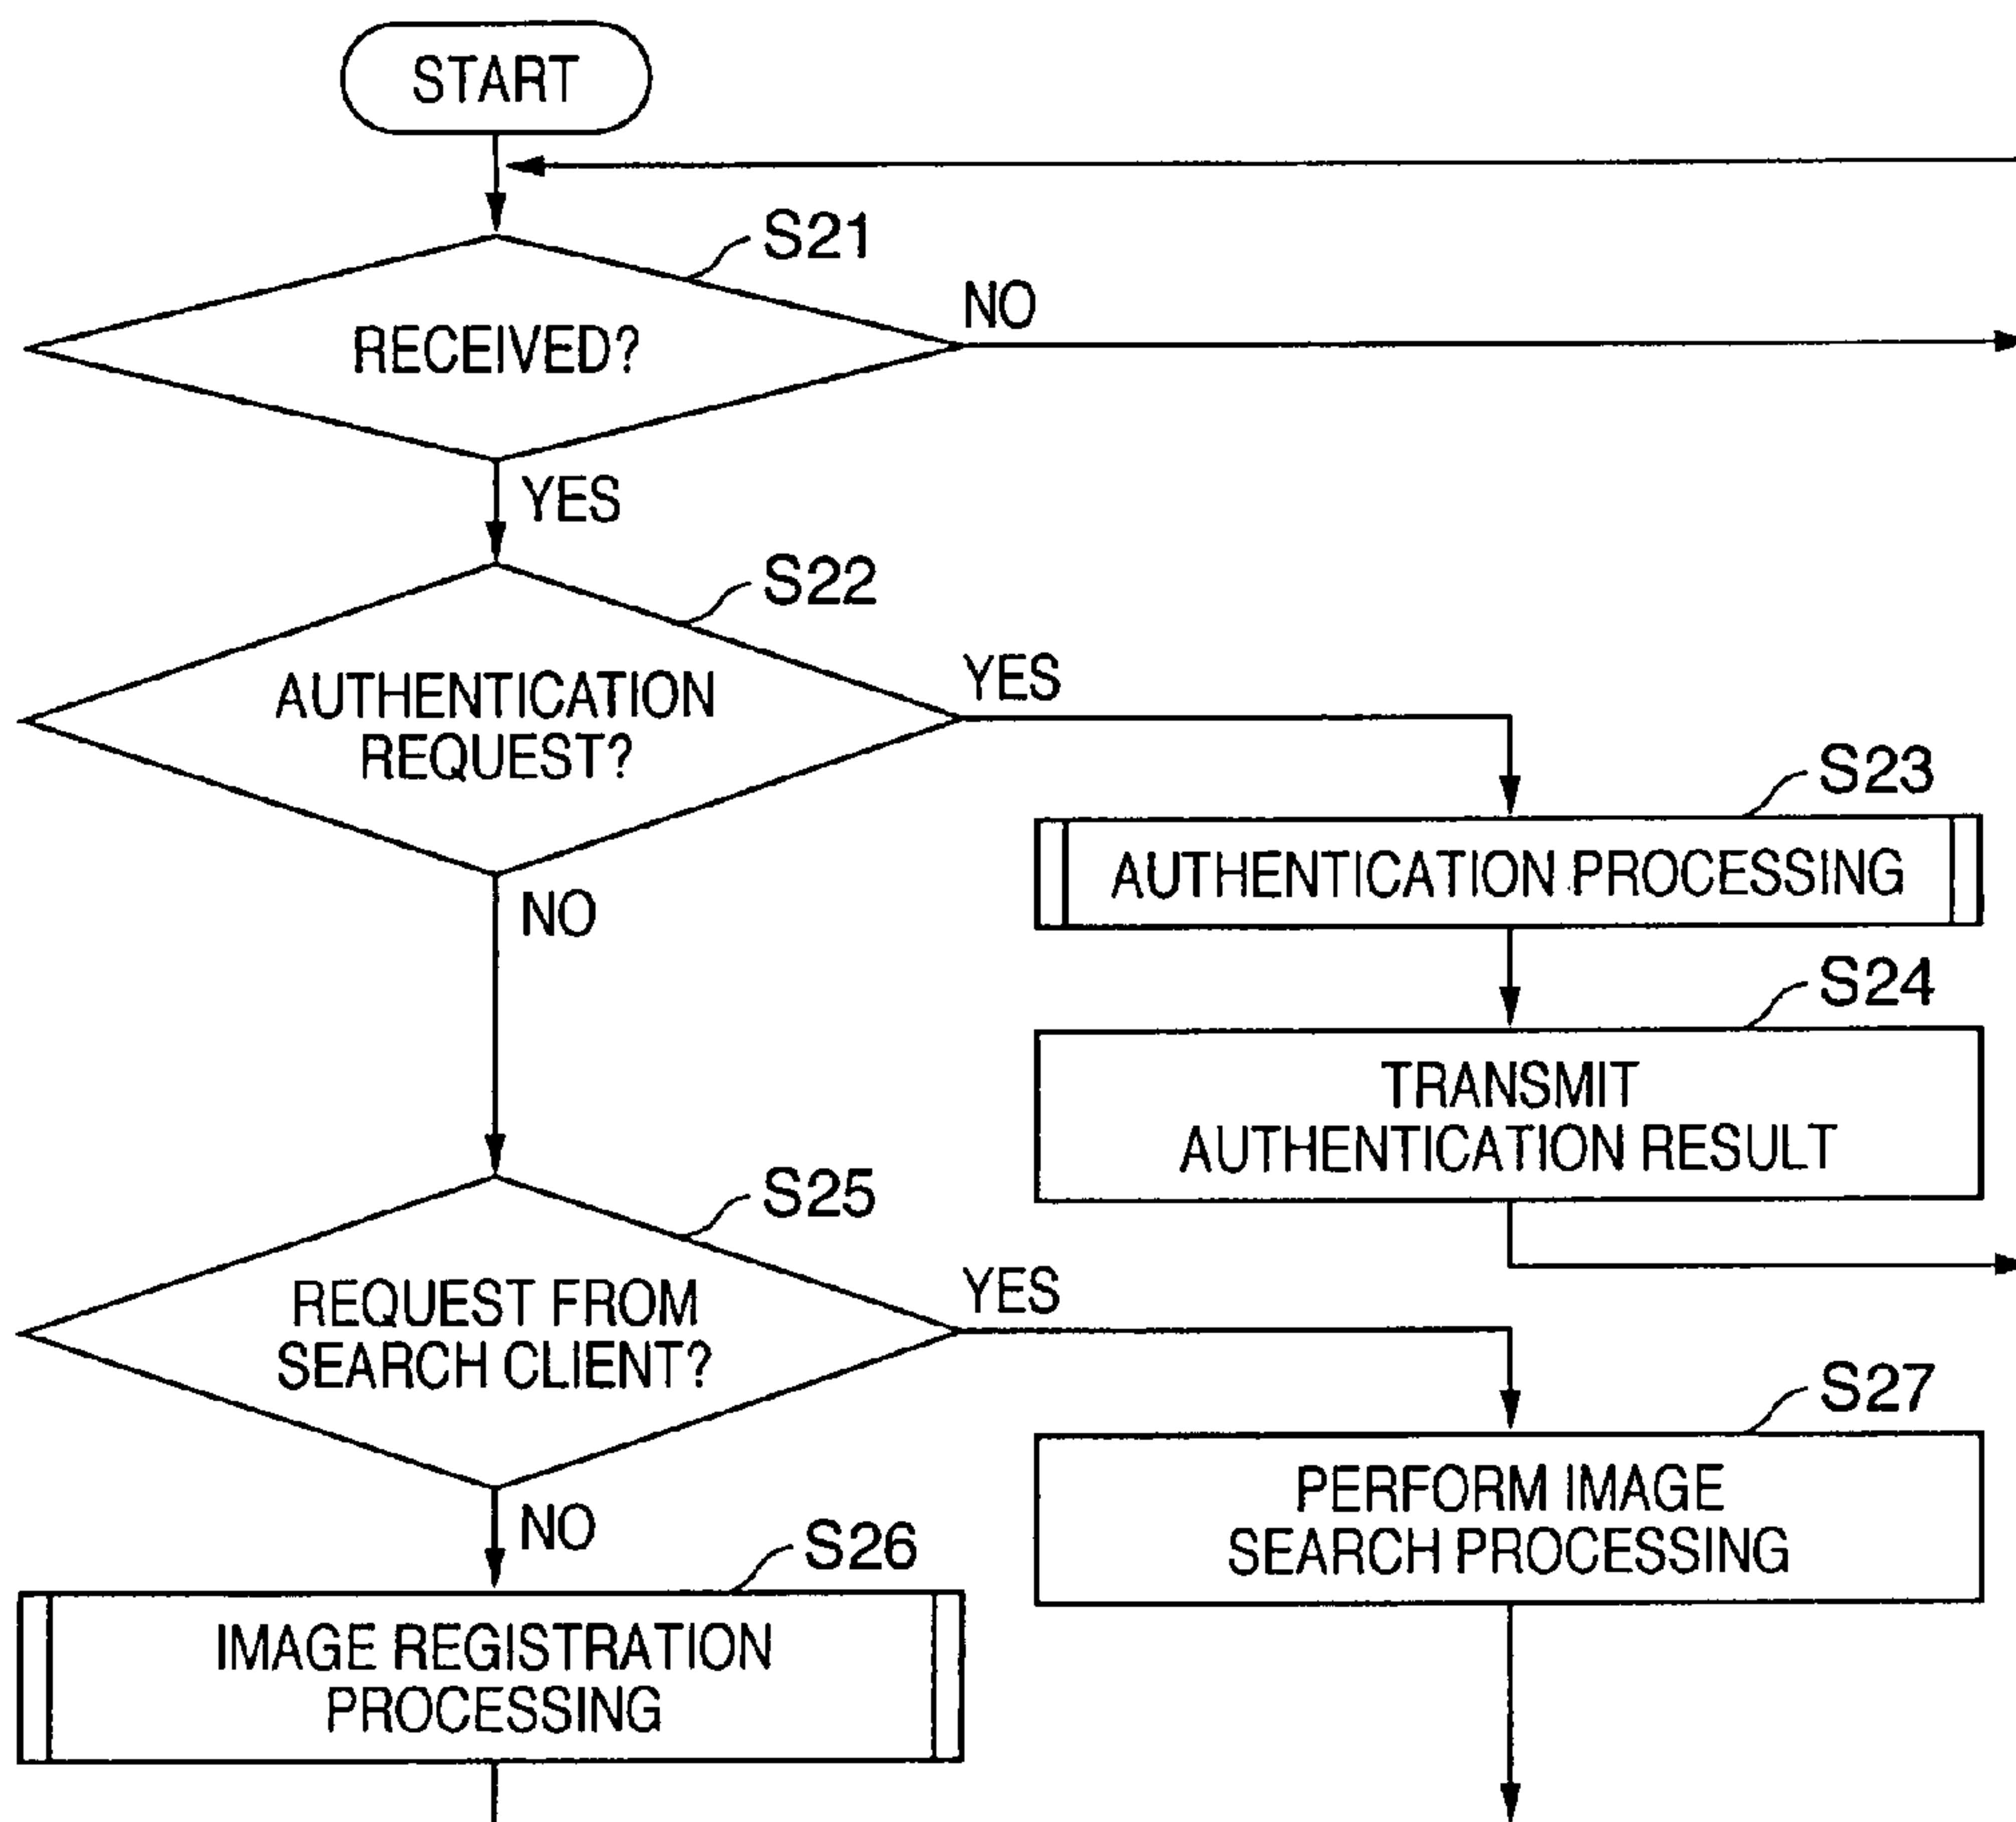 START
S21
RECEIVED?
NO
YES
S22
AUTHENTICATION
REQUEST?
YES
NO
S23
AUTHENTICATION PROCESSING
S24
TRANSMIT
AUTHENTICATION RESULT
S25
REQUEST FROM
SEARCH CLIENT?
YES
NO
S27
PERFORM IMAGE
SEARCH PROCESSING
S26
IMAGE REGISTRATION
PROCESSING